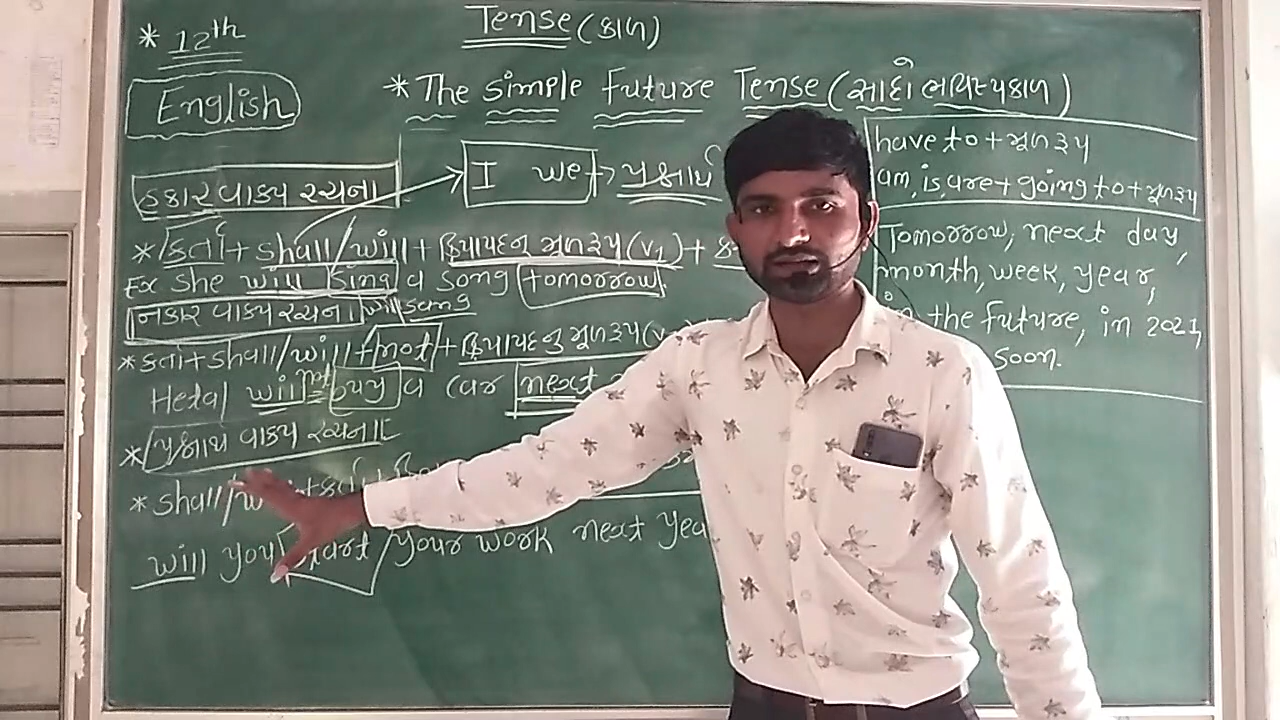 * 12th
Tense (કાળ)
English
* The Simple Future Tense (સાદો ભવિષ્યકાળ)
હકાર વાક્ય રચના
I we → પ્રશ્નાર્થ
* કર્તા + shall/will + ક્રિયાપદનું મૂળરૂપ (V1) +
Ex She will sing a song tomorrow.
નકાર વાક્ય રચના will sang
* કર્તા + shall/will + not + ક્રિયાપદનું મૂળરૂપ
Hetal will not buy a car next
* પ્રશ્નાર્થ વાક્ય રચના
* shall/
will you start your work next
have to + મૂળરૂપ
am, is, are + going to + મૂળરૂપ
Tomorrow, next day,
month, week, year,
in the future, in 2021,
soon.